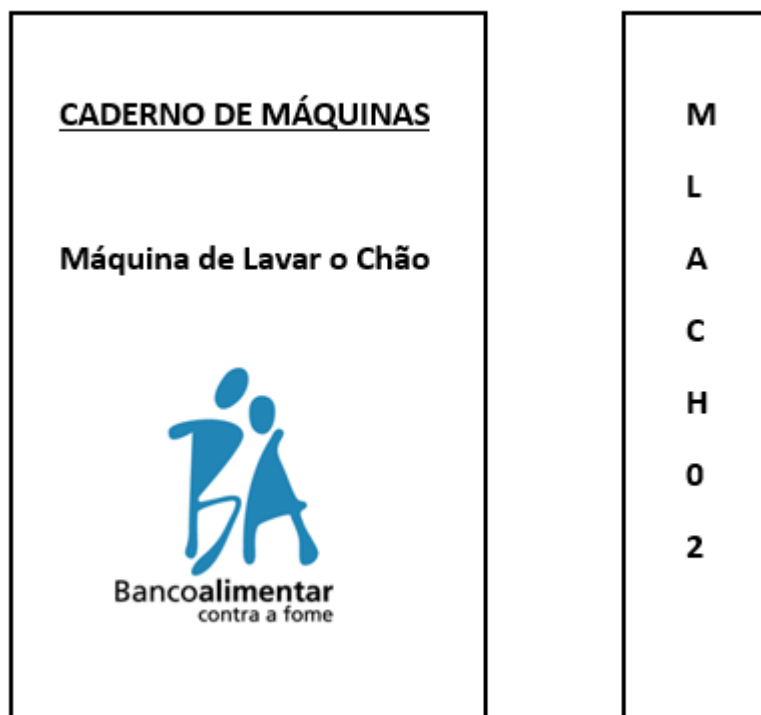 CADERNO DE MÁQUINAS
Máquina de Lavar o Chão
BA
Bancoalimentar
contra a fome
M
L
A
C
H
0
2